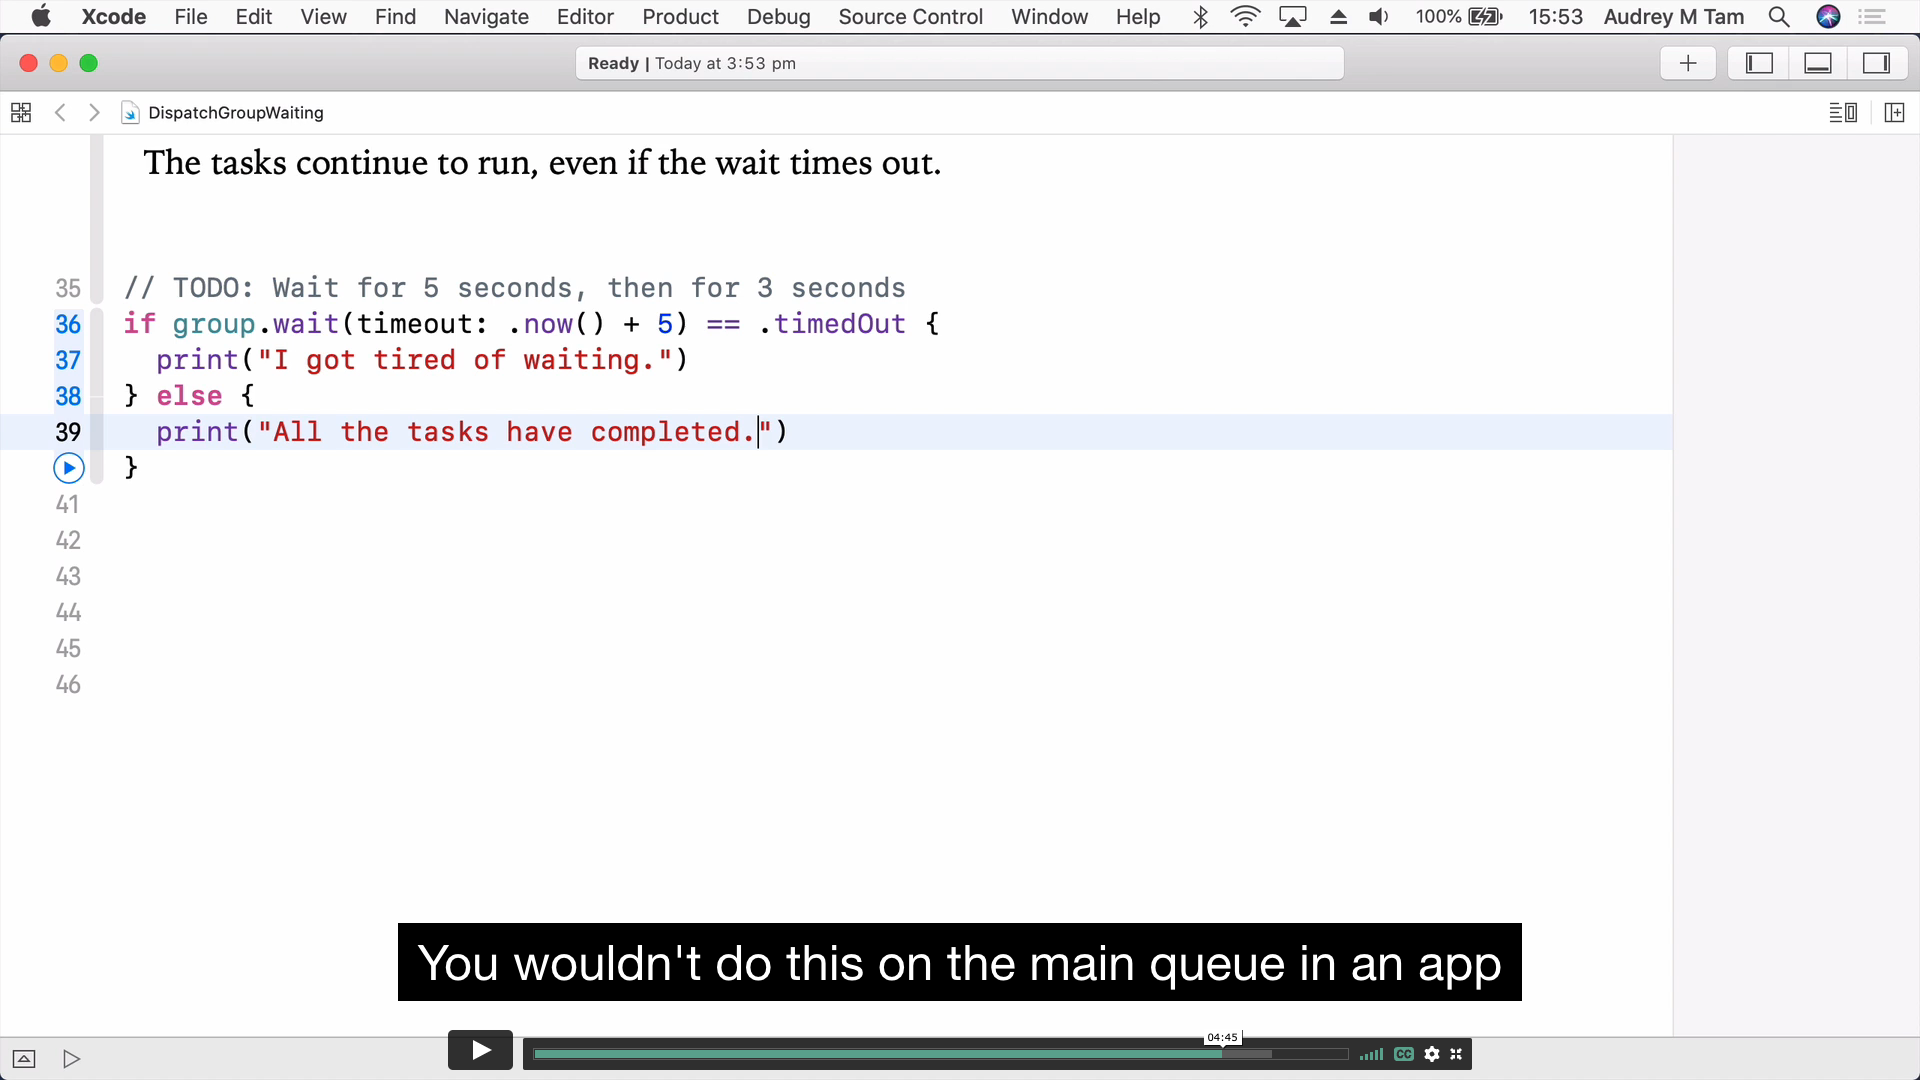 Xcode File Edit View Find Navigate Editor Product Debug Source Control Window Help 100% 15:53 Audrey M Tam
Ready | Today at 3:53 pm
DispatchGroupWaiting
The tasks continue to run, even if the wait times out.
35 // TODO: Wait for 5 seconds, then for 3 seconds
36 if group.wait(timeout: .now() + 5) == .timedOut {
37 print("I got tired of waiting.")
38 } else {
39 print("All the tasks have completed.")
}
41
42
43
44
45
46
You wouldn't do this on the main queue in an app
04:45
CC